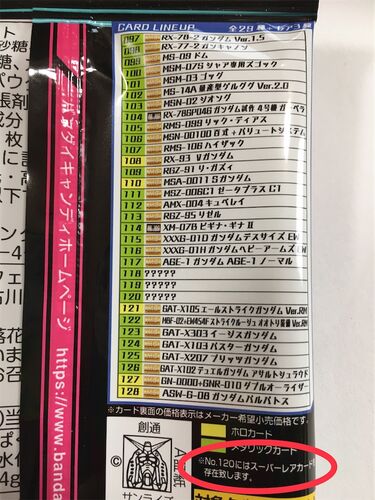 CARD LINEUP
097 RX-78-2 ガンダム Ver.1.5
098 RX-77-2 ガンキャノン
099 MS-09 ドム
100 MSM-07S シャア専用ズゴック
101 MSM-03 ゴッグ
102 MS-14A 量産型ゲルググ Ver.2.0
103 MSN-02 ジオング
104 RX-78GP04G ガンダム試作4号機 ガーベラ
105 RMS-099 リック・ディアス
106 MSN-00100 百式+バリュートシステム
107 RMS-106 ハイザック
108 RX-93 νガンダム
109 RGZ-91 リ・ガズィ
110 MSA-0011 Sガンダム
111 MSZ-006C1 ゼータプラス C1
112 AMX-004 キュベレイ
113 RGZ-95 リゼル
114 XM-07B ビギナ・ギナⅡ
115 XXXG-01D ガンダムデスサイズ EW
116 XXXG-01H ガンダムヘビーアームズ EW
117 AGE-1 ガンダム AGE-1 ノーマル
118 ?????
119 ?????
120 ?????
121 GAT-X105 エールストライクガンダム Ver.RM
122 MBF-02+EW454F ストライクルージュ オオトリ装備 Ver.RM
123 GAT-X303 イージスガンダム
124 GAT-X103 バスターガンダム
125 GAT-X207 ブリッツガンダム
126 GAT-X102 デュエルガンダム アサルトシュラウド
127 GN-0000+GNR-010 ダブルオーライザー
128 ASW-G-08 ガンダムバルバトス
※カード裏面の価格表示はメーカー希望小売価格です。
ホロカード
メタリックカード
※No.120にはスーパーレアカードが
存在致します。
©
創通
サンライズ
ダイキャンディホームページ
https://www.banda